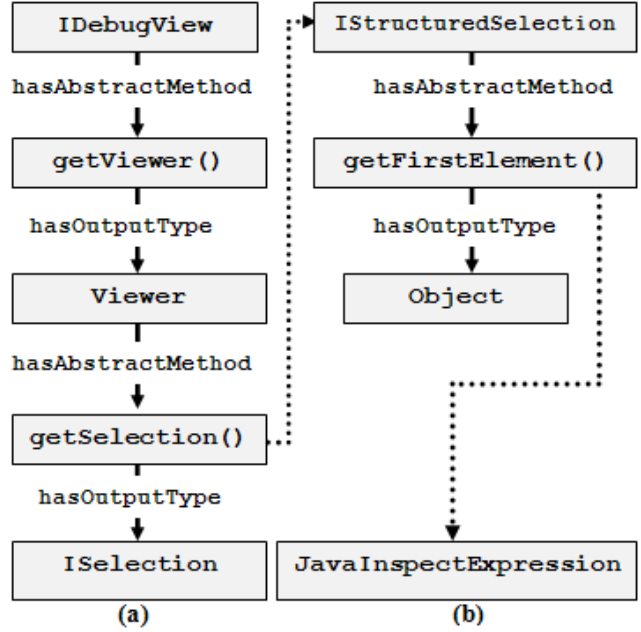 IDebugView
hasAbstractMethod
getViewer()
hasOutputType
Viewer
hasAbstractMethod
getSelection()
hasOutputType
ISelection
(a)
IStructuredSelection
hasAbstractMethod
getFirstElement()
hasOutputType
Object
JavaInspectExpression
(b)